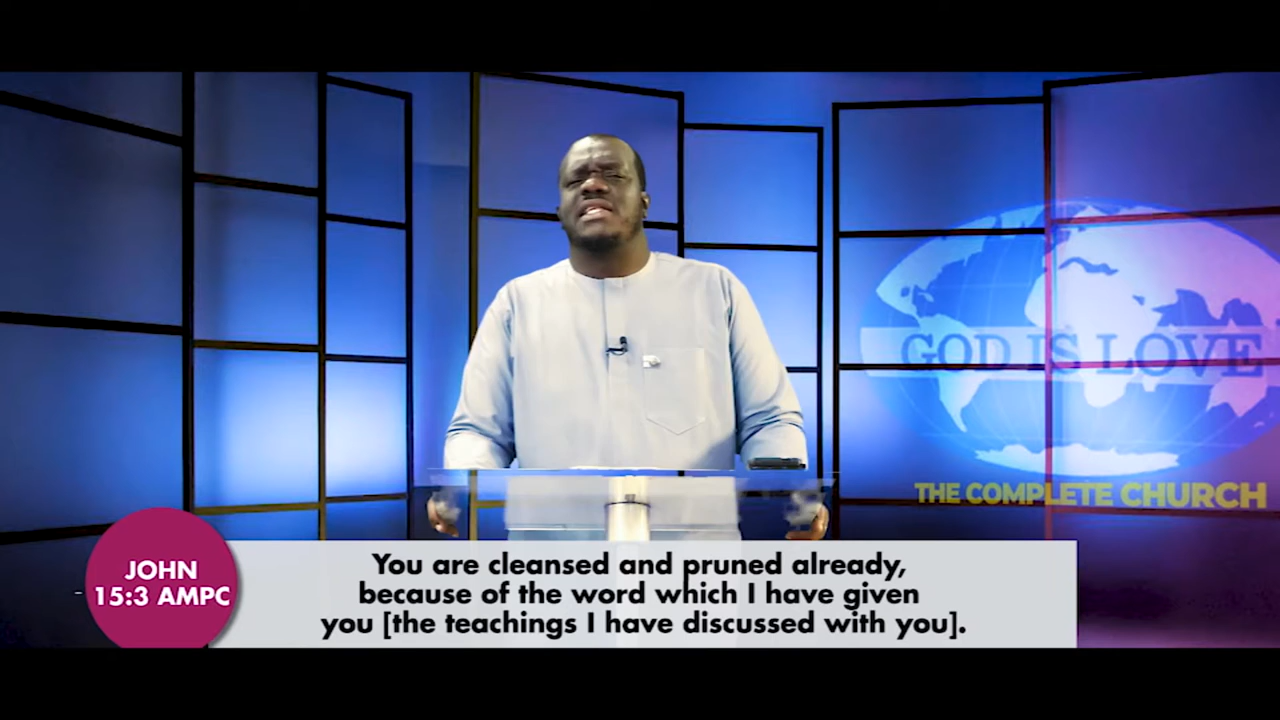 GOD IS LOVE
THE COMPLETE CHURCH
JOHN
15:3 AMPC
You are cleansed and pruned already,
because of the word which I have given
you [the teachings I have discussed with you].